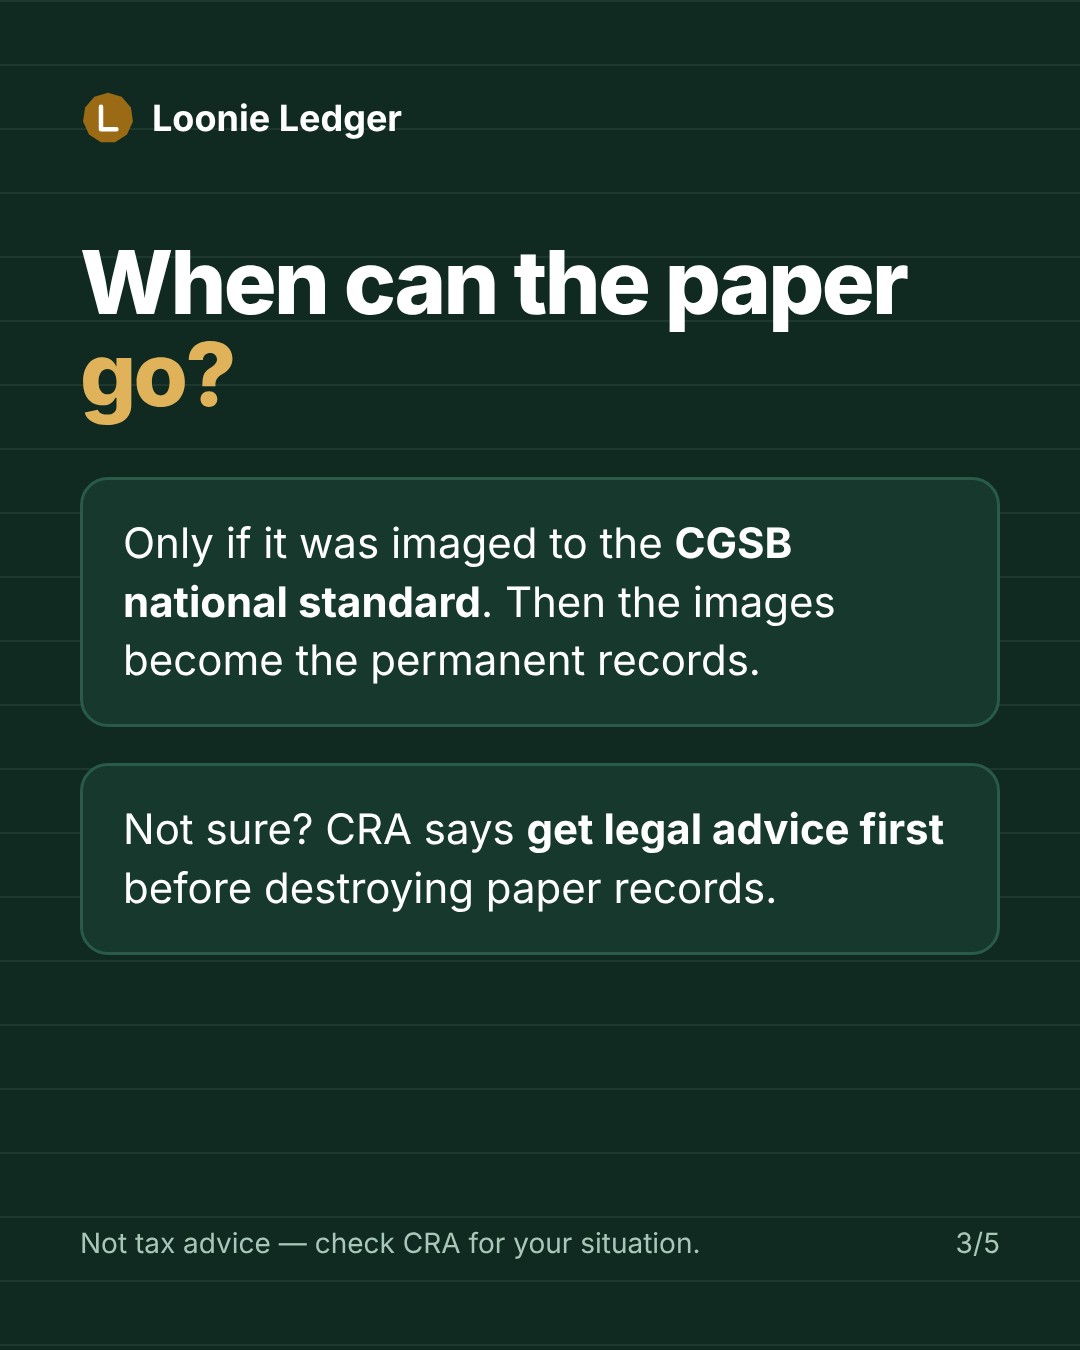 L Loonie Ledger
When can the paper
go?
Only if it was imaged to the CGSB
national standard. Then the images
become the permanent records.
Not sure? CRA says get legal advice first
before destroying paper records.
Not tax advice — check CRA for your situation. 3/5